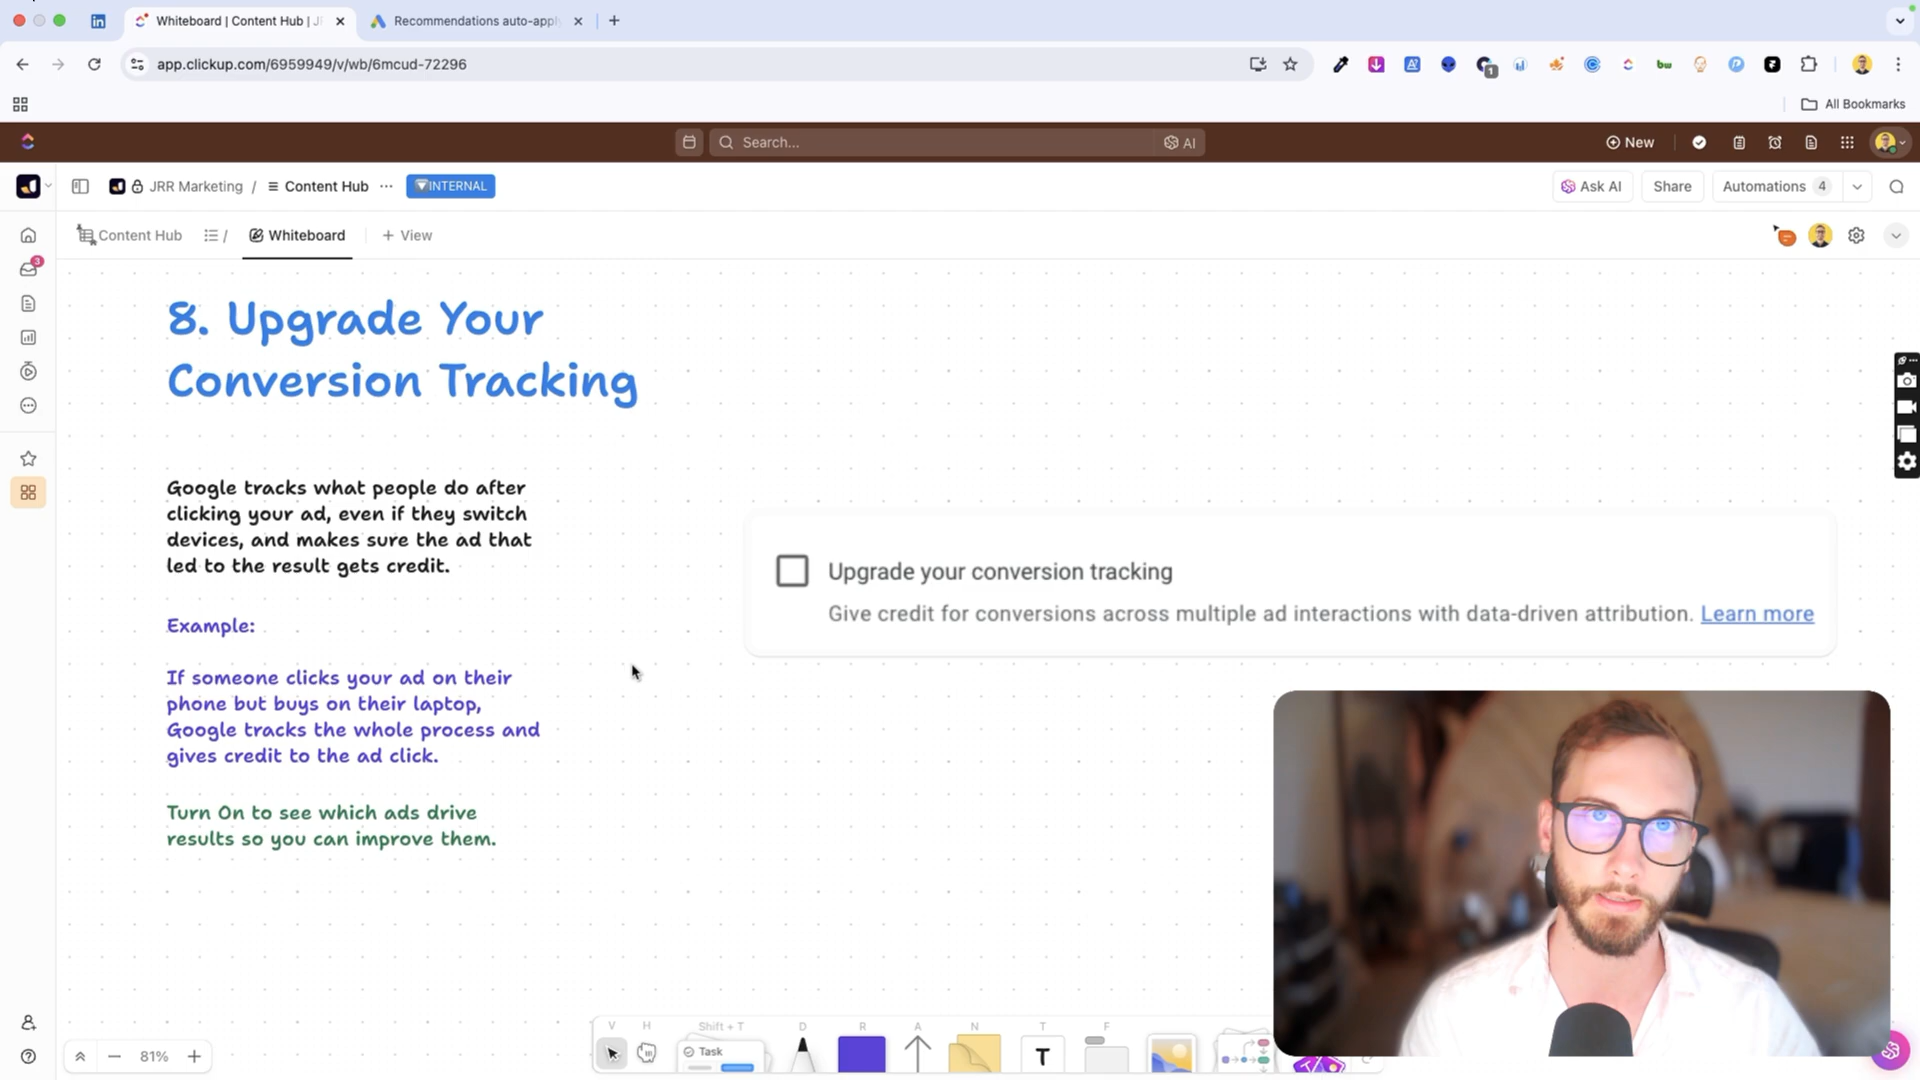 Whiteboard | Content Hub | J
Recommendations auto-apply
app.clickup.com/6959949/v/wb/6mcud-72296
1
All Bookmarks
Search...
AI
New
JRR Marketing / Content Hub
INTERNAL
Ask AI
Share
Automations 4
Content Hub
/
Whiteboard
+ View
3
8. Upgrade Your
Conversion Tracking
Google tracks what people do after
clicking your ad, even if they switch
devices, and makes sure the ad that
led to the result gets credit.
Example:
If someone clicks your ad on their
phone but buys on their laptop,
Google tracks the whole process and
gives credit to the ad click.
Turn On to see which ads drive
results so you can improve them.
Upgrade your conversion tracking
Give credit for conversions across multiple ad interactions with data-driven attribution. Learn more
V
H
Shift + T
D
R
A
N
T
F
Task
T
81%